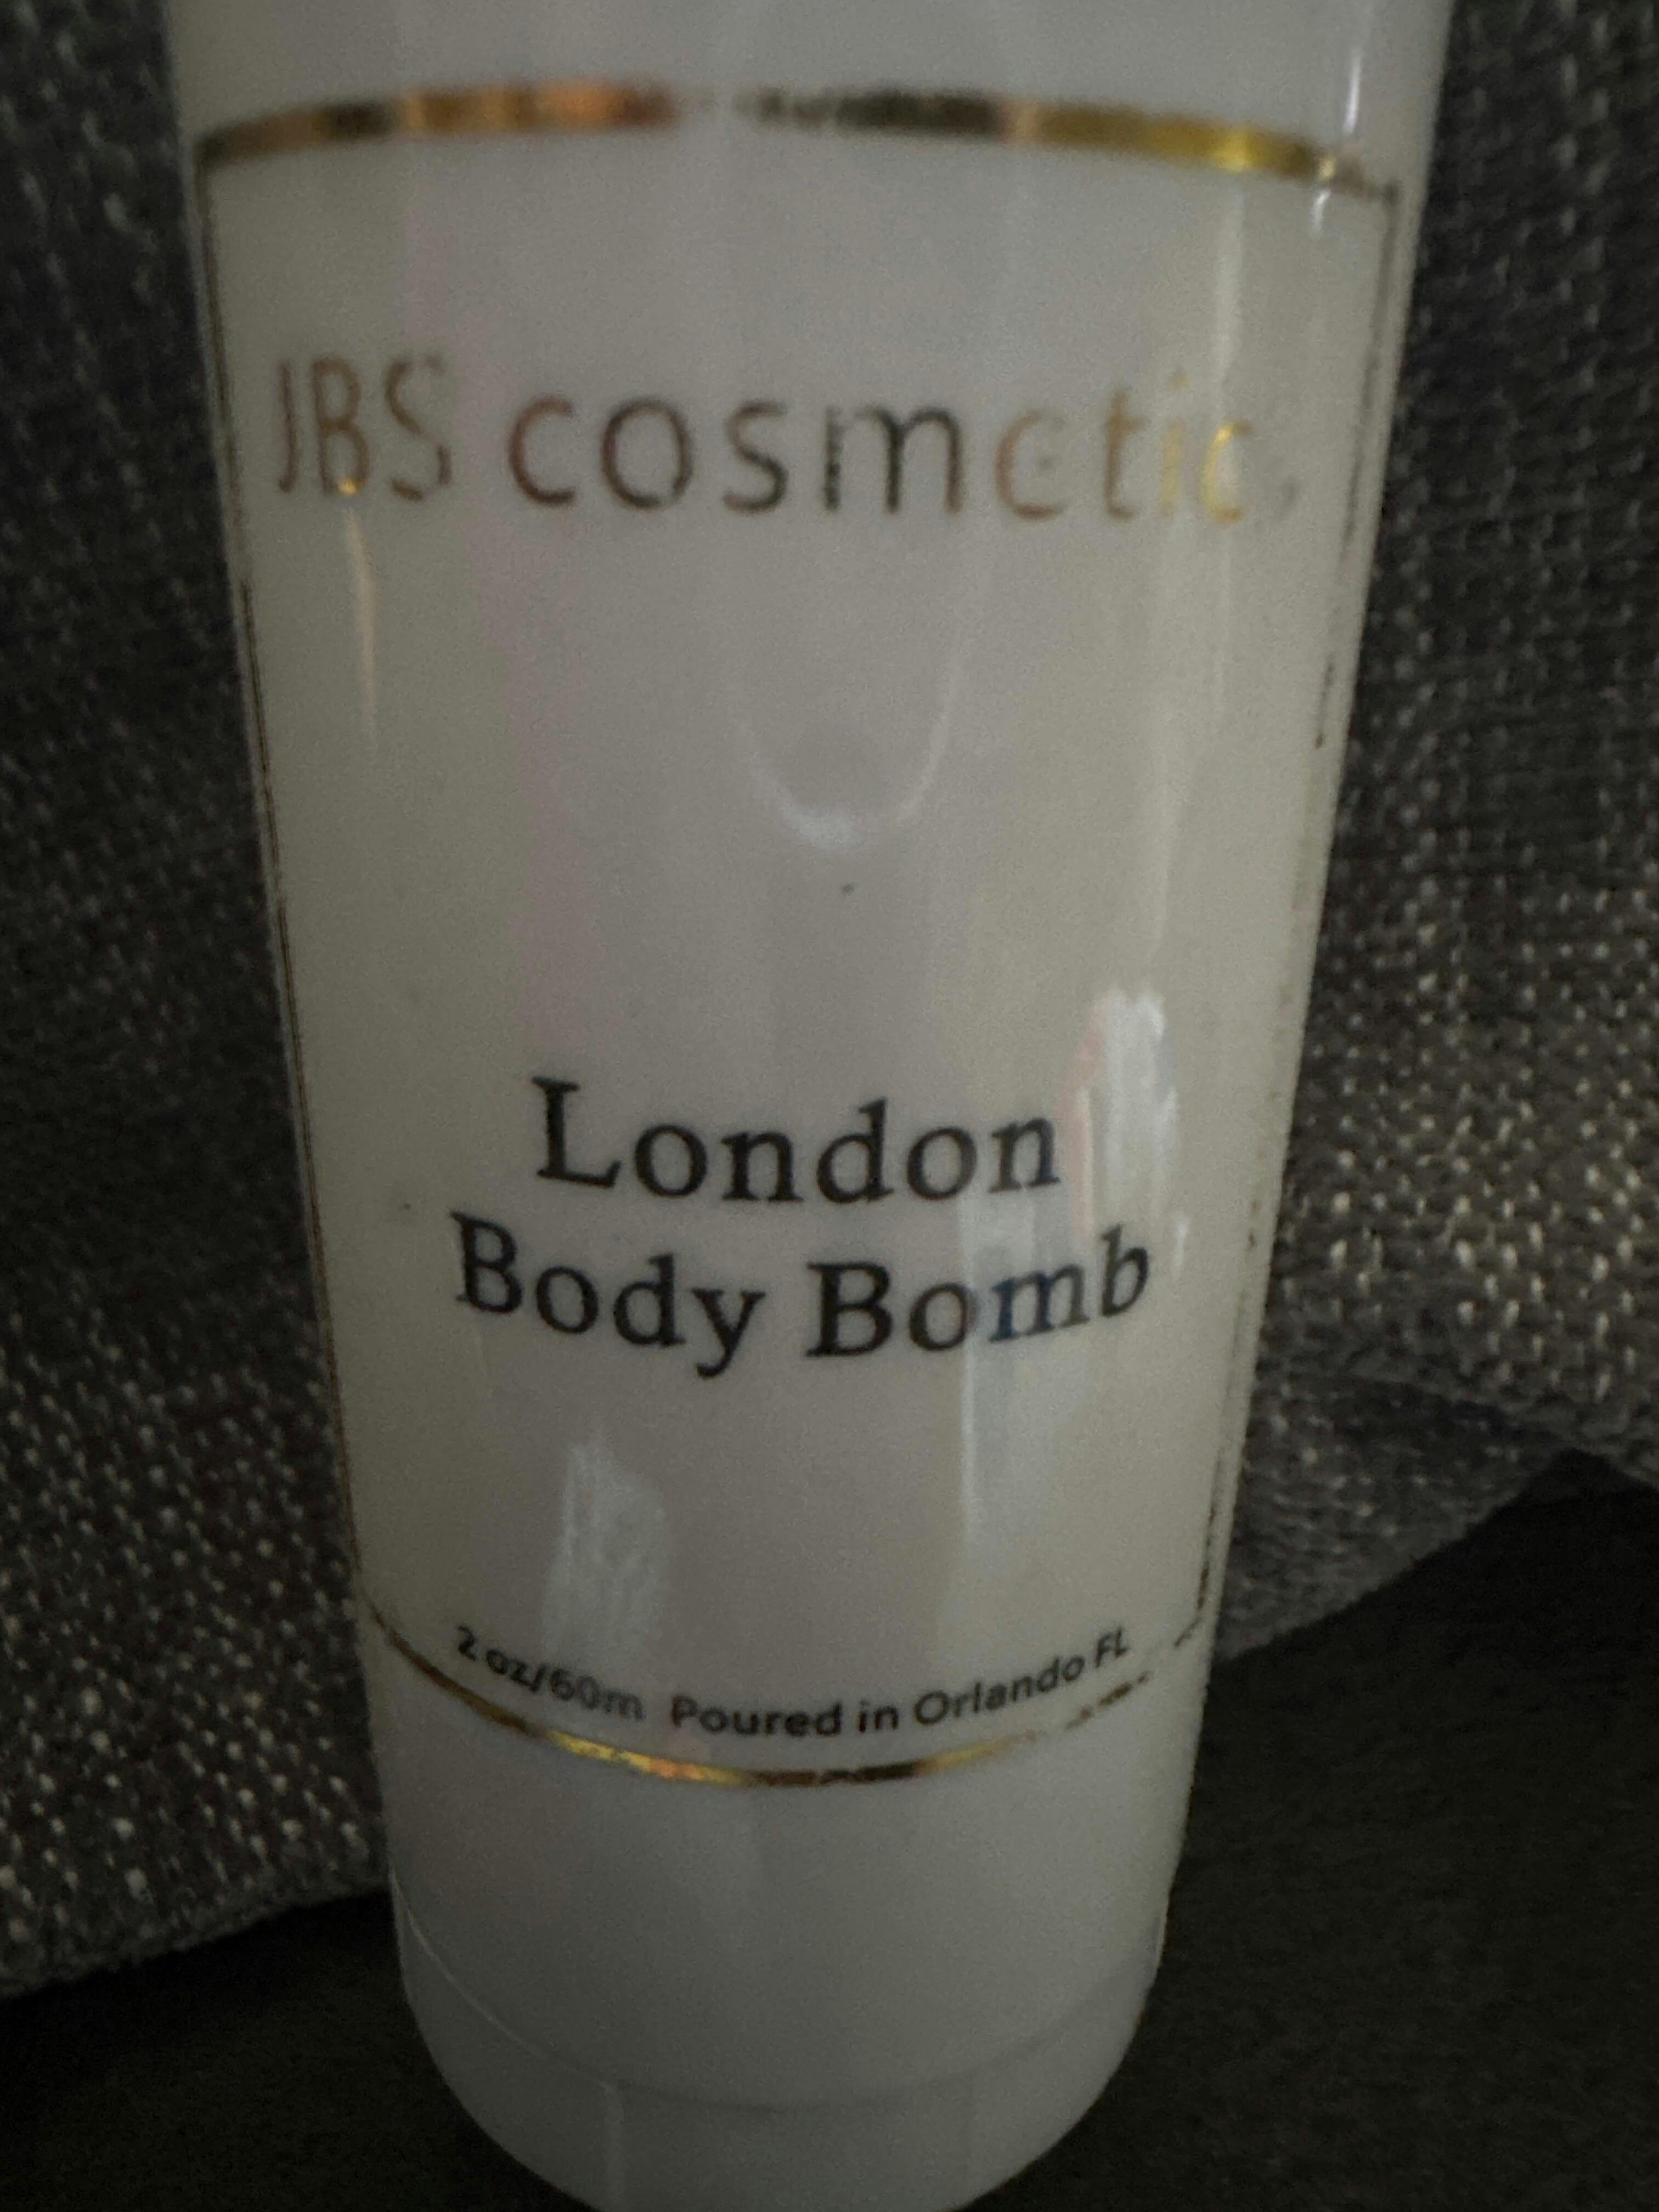 JBS cosmetic
London
Body Bomb
2 oz/60m Poured in Orlando FL